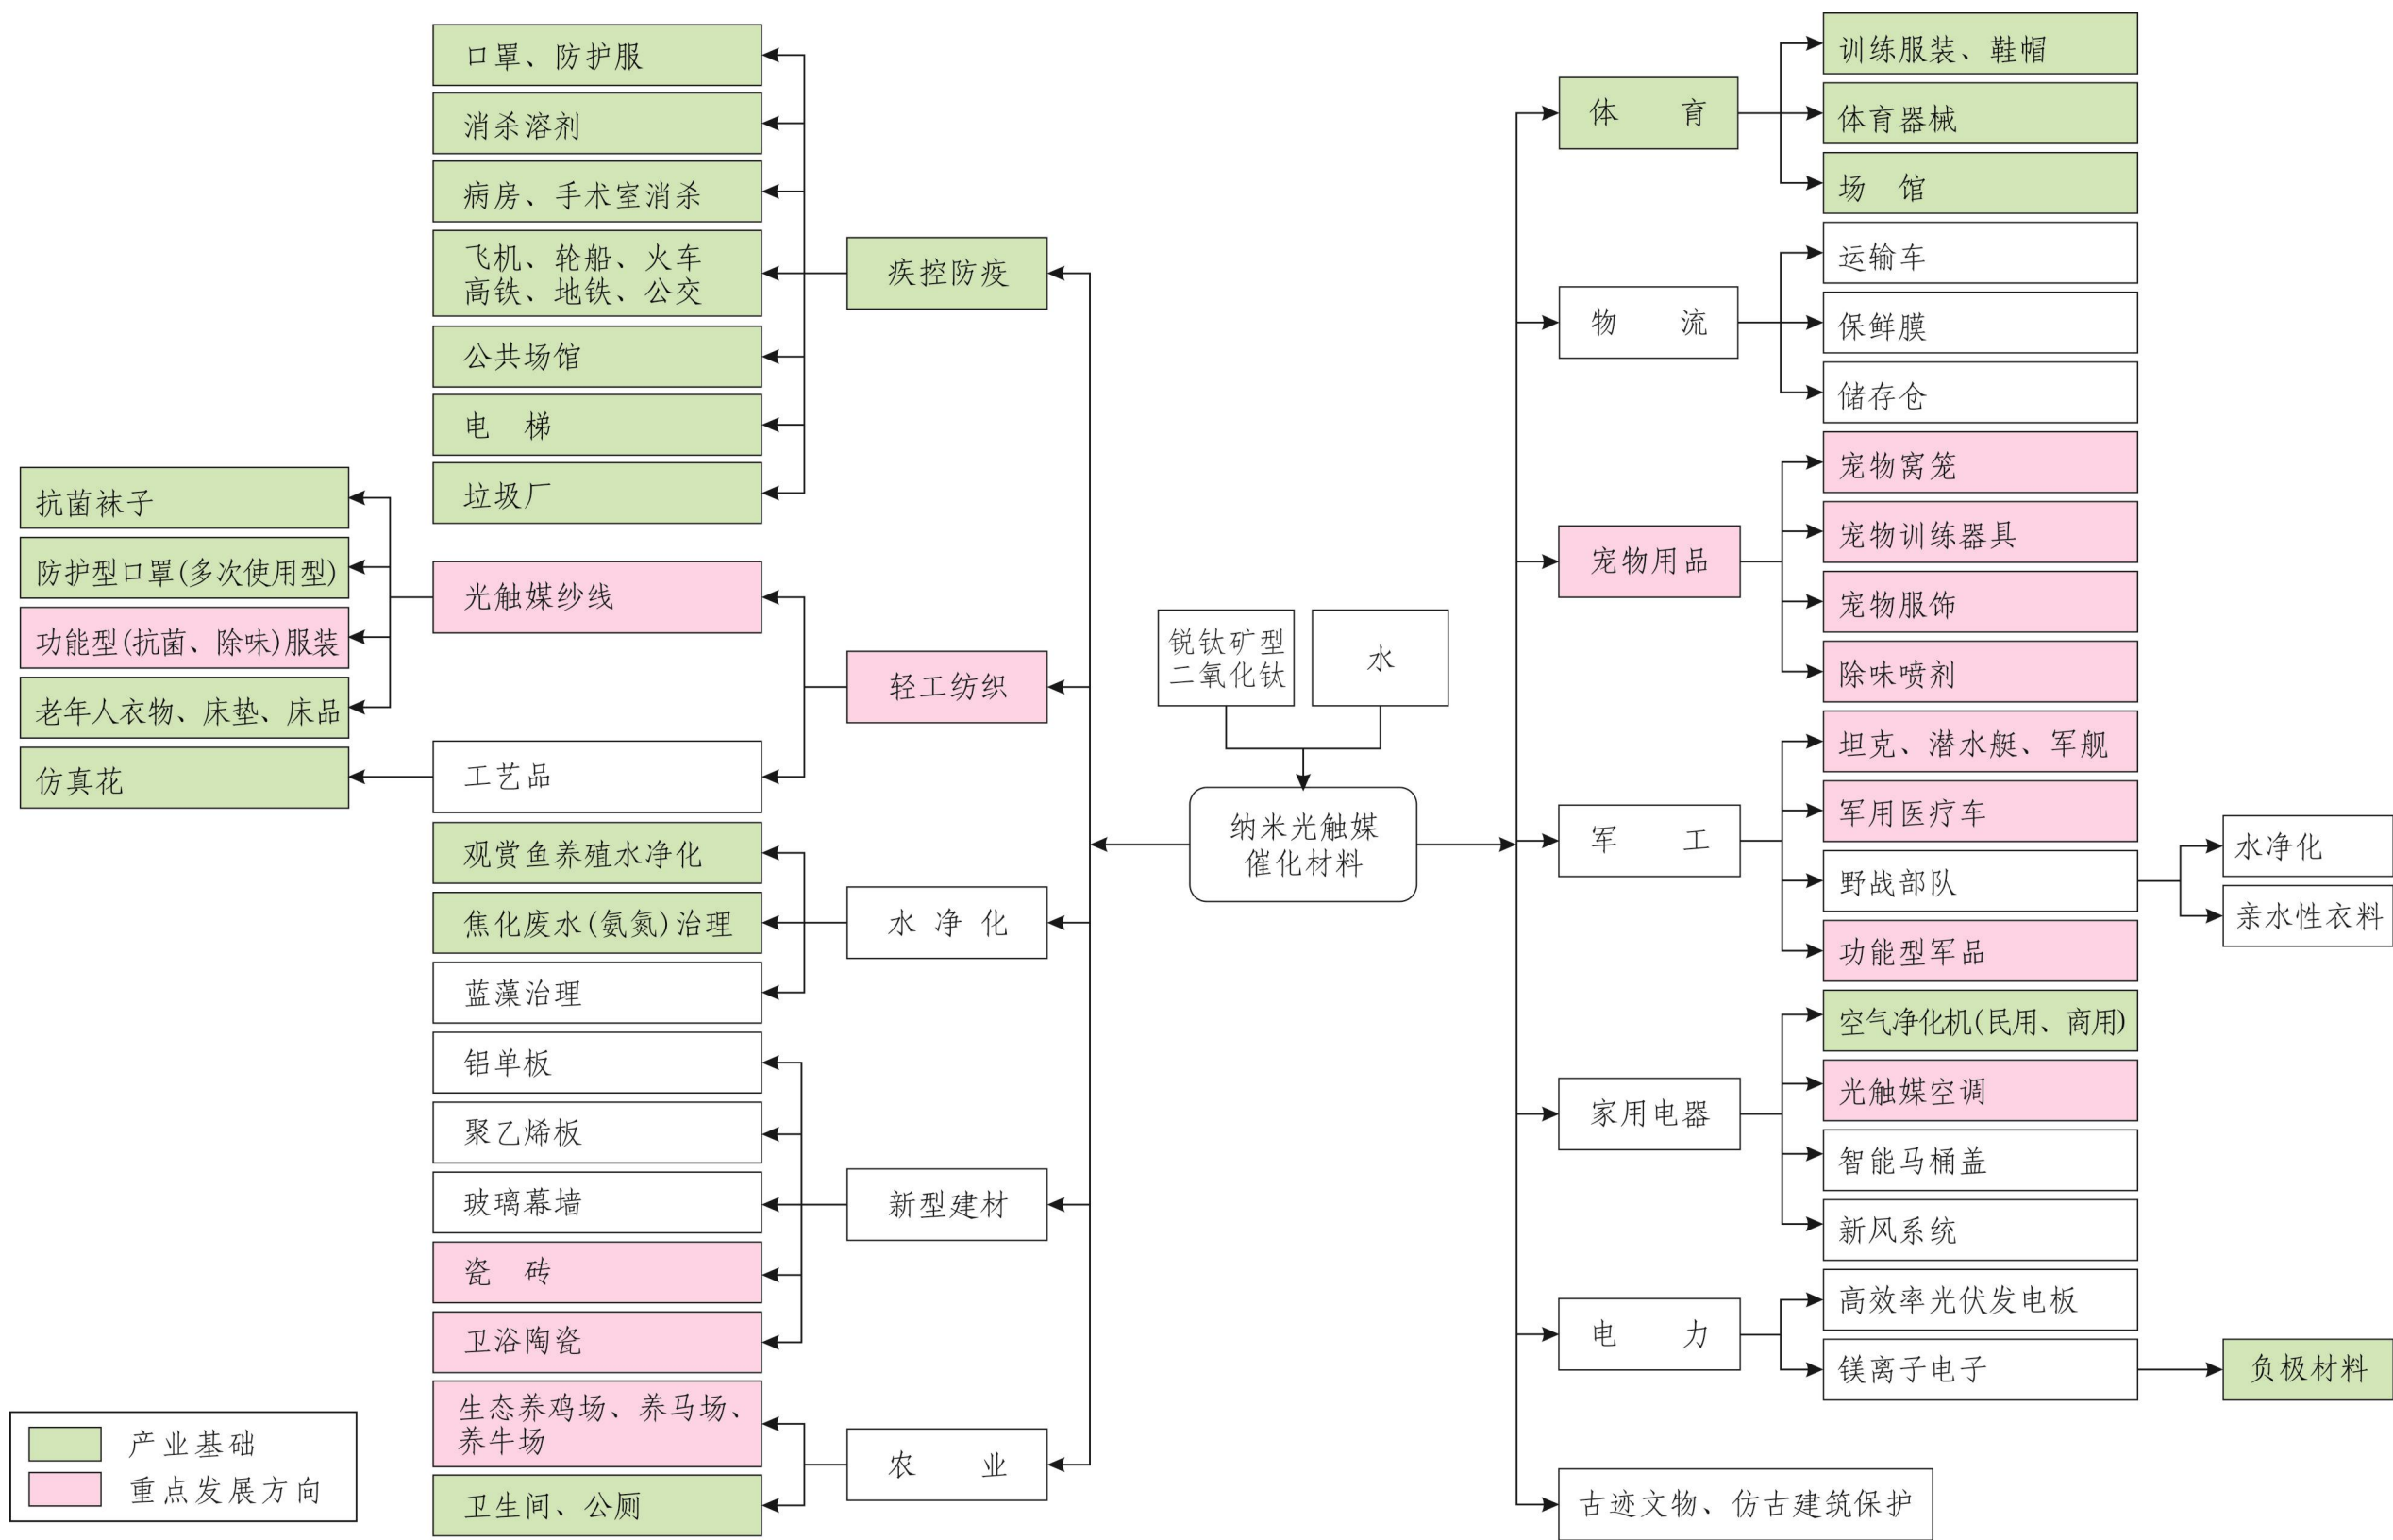 口罩、防护服
消杀溶剂
病房、手术室消杀
飞机、轮船、火车
高铁、地铁、公交
公共场馆
电 梯
垃圾厂
疾控防疫
抗菌袜子
防护型口罩(多次使用型)
功能型(抗菌、除味)服装
老年人衣物、床垫、床品
仿真花
光触媒纱线
工艺品
轻工纺织
观赏鱼养殖水净化
焦化废水(氨氮)治理
蓝藻治理
水 净 化
铝单板
聚乙烯板
玻璃幕墙
瓷 砖
卫浴陶瓷
新型建材
生态养鸡场、养马场、
养牛场
卫生间、公厕
农 业
锐钛矿型
二氧化钛
水
纳米光触媒
催化材料
体 育
训练服装、鞋帽
体育器械
场 馆
物 流
运输车
保鲜膜
储存仓
宠物用品
宠物窝笼
宠物训练器具
宠物服饰
除味喷剂
军 工
坦克、潜水艇、军舰
军用医疗车
野战部队
功能型军品
水净化
亲水性衣料
家用电器
空气净化机(民用、商用)
光触媒空调
智能马桶盖
新风系统
电 力
高效率光伏发电板
镁离子电子
负极材料
古迹文物、仿古建筑保护
产业基础
重点发展方向